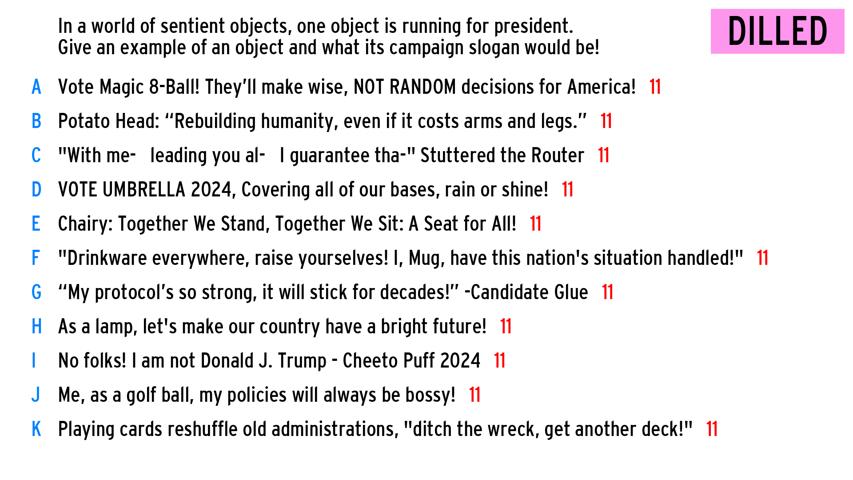 In a world of sentient objects, one object is running for president.
Give an example of an object and what its campaign slogan would be!
DILLED
A Vote Magic 8-Ball! They’ll make wise, NOT RANDOM decisions for America! 11
B Potato Head: “Rebuilding humanity, even if it costs arms and legs.” 11
C "With me- leading you al- I guarantee tha-" Stuttered the Router 11
D VOTE UMBRELLA 2024, Covering all of our bases, rain or shine! 11
E Chairy: Together We Stand, Together We Sit: A Seat for All! 11
F "Drinkware everywhere, raise yourselves! I, Mug, have this nation's situation handled!" 11
G “My protocol’s so strong, it will stick for decades!” -Candidate Glue 11
H As a lamp, let's make our country have a bright future! 11
I No folks! I am not Donald J. Trump - Cheeto Puff 2024 11
J Me, as a golf ball, my policies will always be bossy! 11
K Playing cards reshuffle old administrations, "ditch the wreck, get another deck!" 11